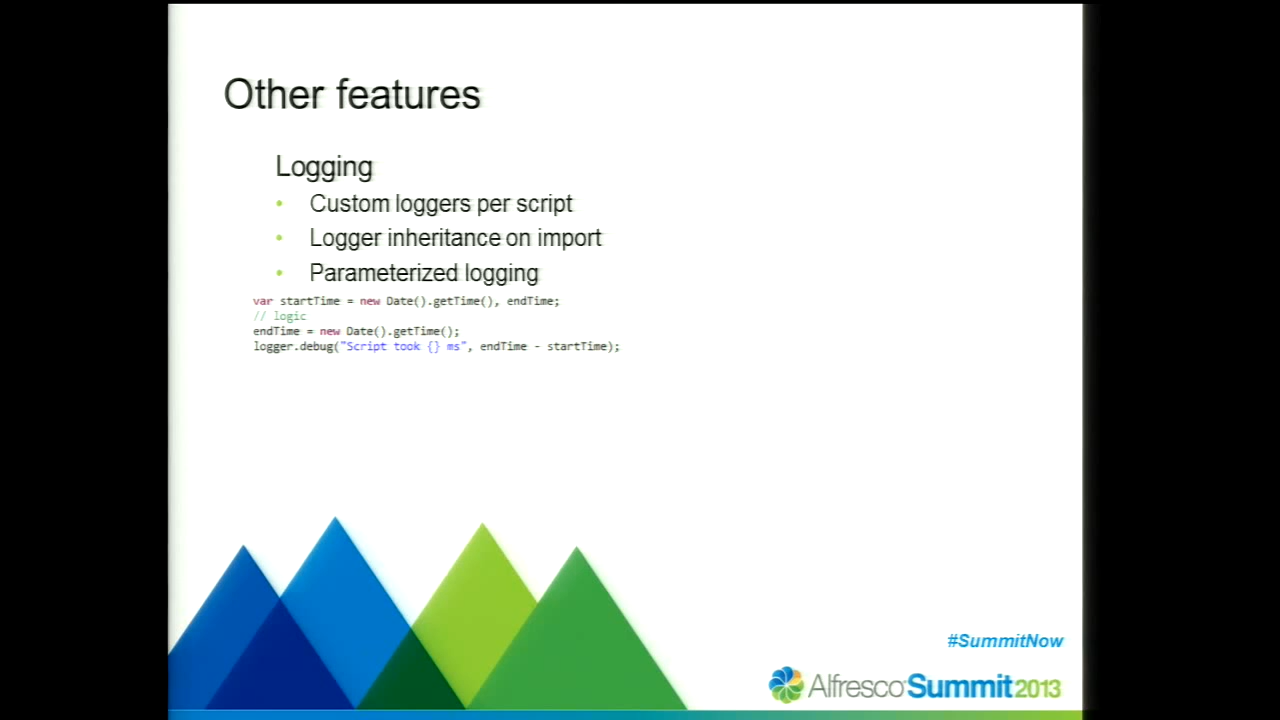 Other features
Logging
• Custom loggers per script
• Logger inheritance on import
• Parameterized logging
var startTime = new Date().getTime(), endTime;
// logic
endTime = new Date().getTime();
logger.debug("Script took {} ms", endTime - startTime);
#SummitNow
Alfresco Summit 2013